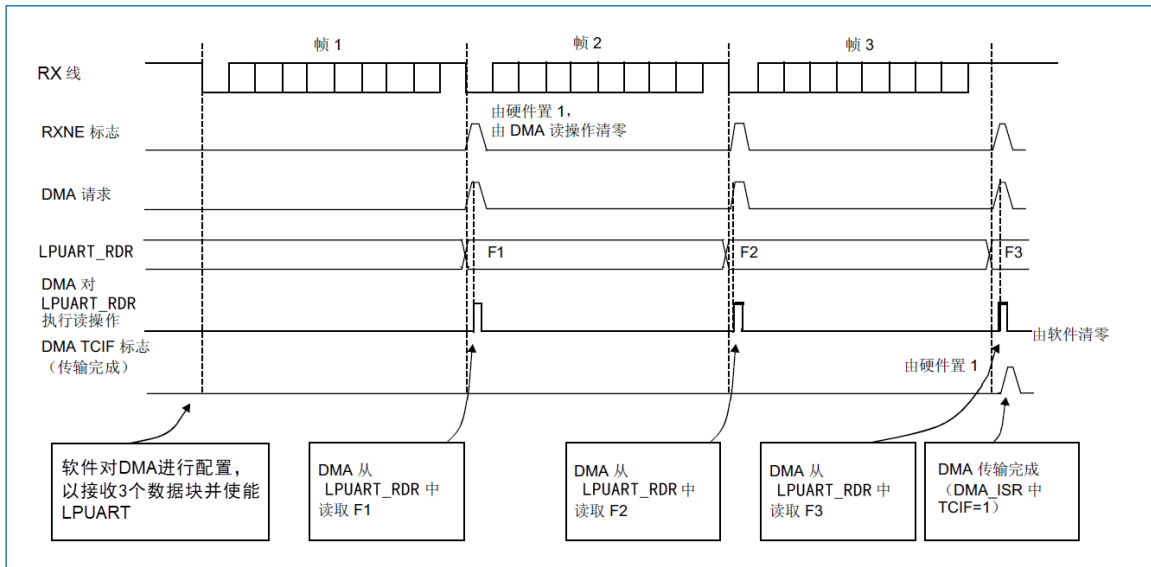 帧 1
帧 2
帧 3
RX 线
由硬件置 1，
由 DMA 读操作清零
RXNE 标志
DMA 请求
LPUART_RDR
F1
F2
F3
DMA 对
LPUART_RDR
执行读操作
由软件清零
DMA TCIF 标志
（传输完成）
由硬件置 1
软件对DMA进行配置，
以接收3个数据块并使能
LPUART
DMA 从
LPUART_RDR 中
读取 F1
DMA 从
LPUART_RDR 中
读取 F2
DMA 从
LPUART_RDR 中
读取 F3
DMA 传输完成
（DMA_ISR 中
TCIF=1）